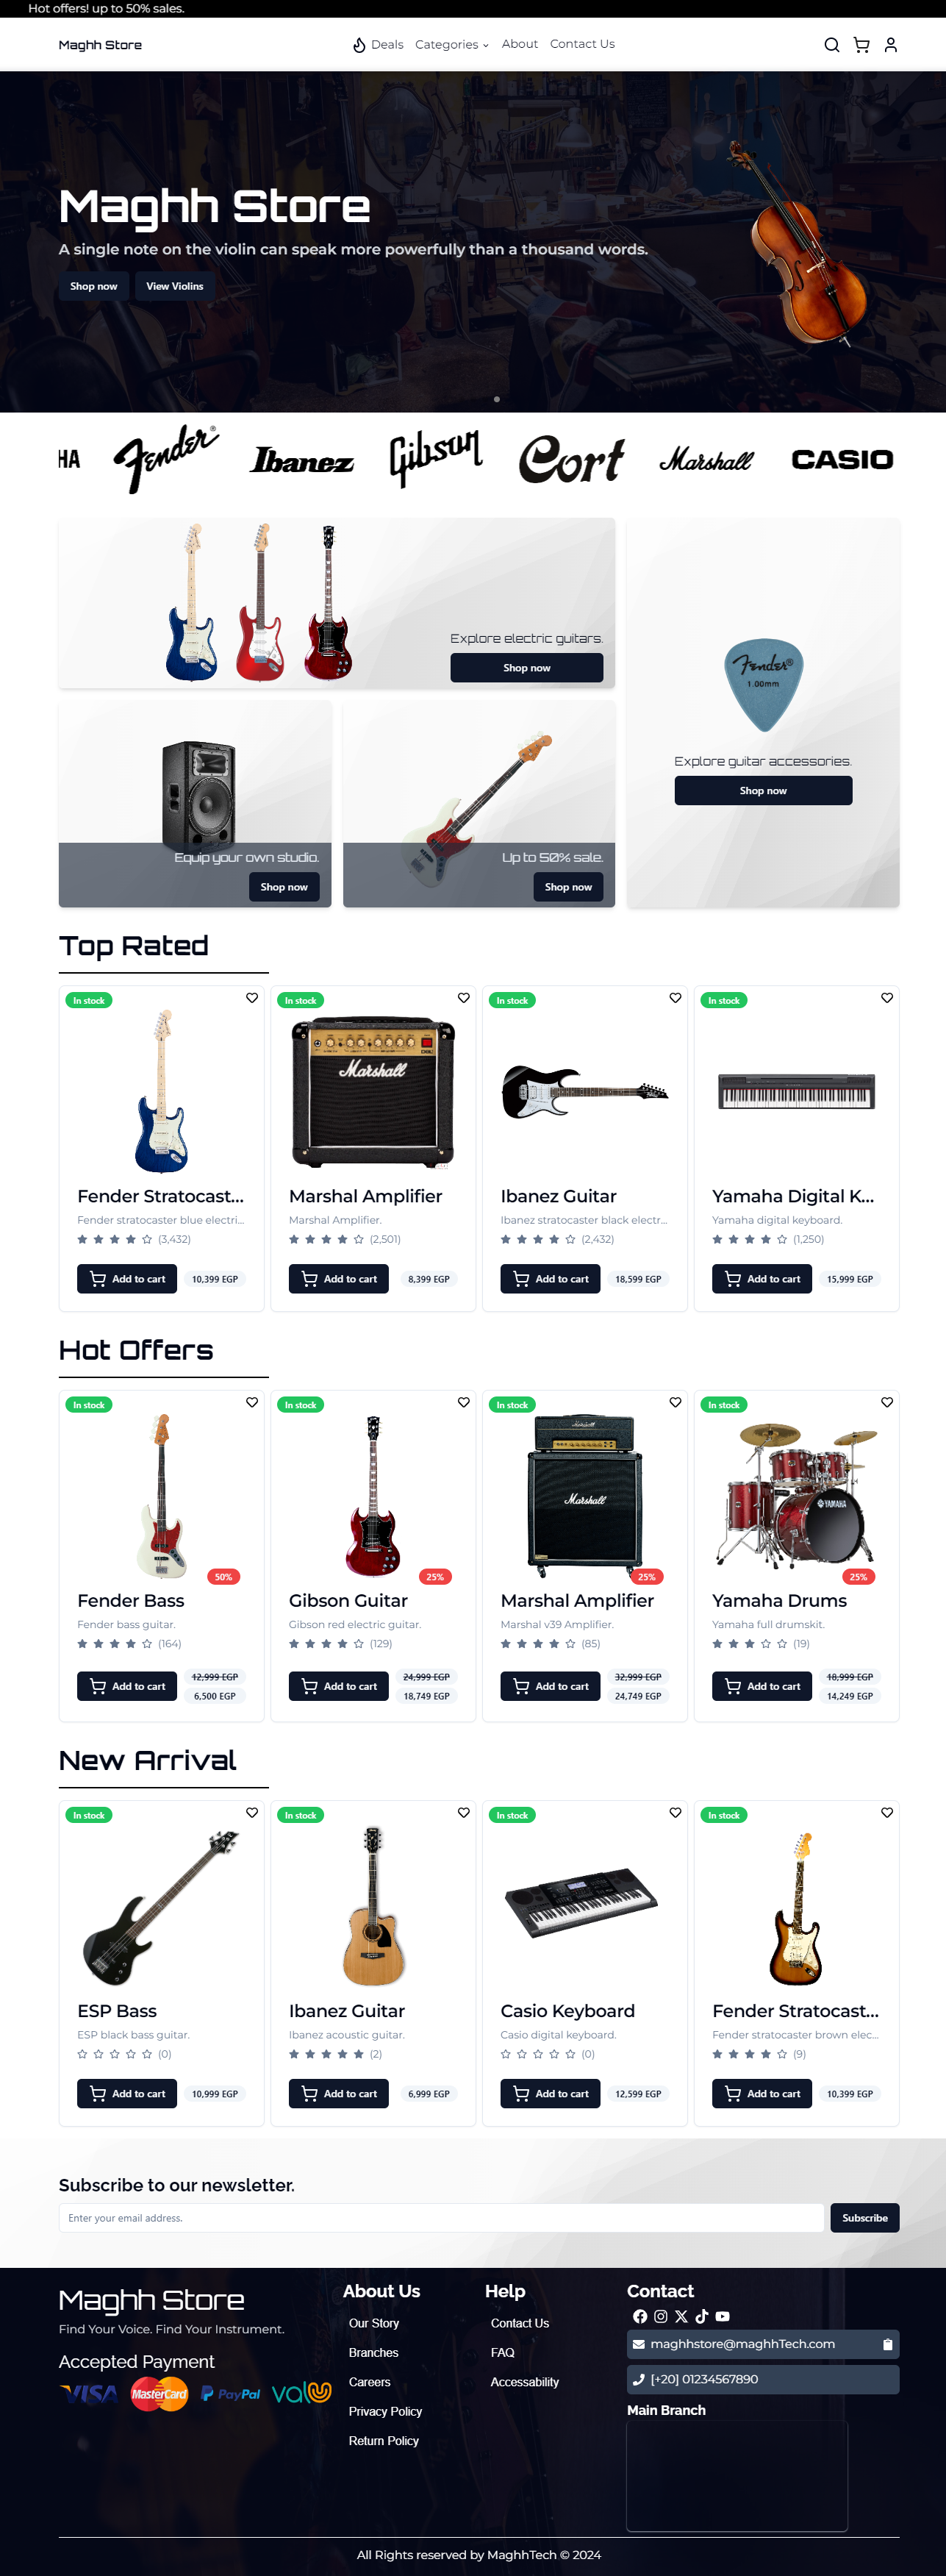 Hot offers! up to 50% sales.
Maghh Store
Deals
Categories
About
Contact Us
Maghh Store
A single note on the violin can speak more powerfully than a thousand words.
Shop now
View Violins
HA
Fender®
Ibanez
Gibson
Cort
Marshall
CASIO
Explore electric guitars.
Shop now
Fender®
1.00mm
Explore guitar accessories.
Shop now
Equip your own studio.
Shop now
Up to 50% sale.
Shop now
Top Rated
In stock
In stock
In stock
In stock
Marshall
Fender Stratocast...
Marshal Amplifier
Ibanez Guitar
Yamaha Digital K...
Fender stratocaster blue electri...
Marshal Amplifier.
Ibanez stratocaster black electr...
Yamaha digital keyboard.
(3,432)
(2,501)
(2,432)
(1,250)
Add to cart
10,399 EGP
Add to cart
8,399 EGP
Add to cart
18,599 EGP
Add to cart
15,999 EGP
Hot Offers
In stock
In stock
In stock
In stock
Marshall
Marshall
YAMAHA
50%
25%
25%
25%
Fender Bass
Gibson Guitar
Marshal Amplifier
Yamaha Drums
Fender bass guitar.
Gibson red electric guitar.
Marshal v39 Amplifier.
Yamaha full drumskit.
(164)
(129)
(85)
(19)
Add to cart
12,999 EGP
6,500 EGP
Add to cart
24,999 EGP
18,749 EGP
Add to cart
32,999 EGP
24,749 EGP
Add to cart
18,999 EGP
14,249 EGP
New Arrival
In stock
In stock
In stock
In stock
ESP Bass
Ibanez Guitar
Casio Keyboard
Fender Stratocast...
ESP black bass guitar.
Ibanez acoustic guitar.
Casio digital keyboard.
Fender stratocaster brown elec...
(0)
(2)
(0)
(9)
Add to cart
10,999 EGP
Add to cart
6,999 EGP
Add to cart
12,599 EGP
Add to cart
10,399 EGP
Subscribe to our newsletter.
Enter your email address.
Subscribe
Maghh Store
Find Your Voice. Find Your Instrument.
Accepted Payment
VISA
MasterCard
PayPal
valU
About Us
Our Story
Branches
Careers
Privacy Policy
Return Policy
Help
Contact Us
FAQ
Accessability
Contact
maghhstore@maghhTech.com
[+20] 01234567890
Main Branch
All Rights reserved by MaghhTech © 2024